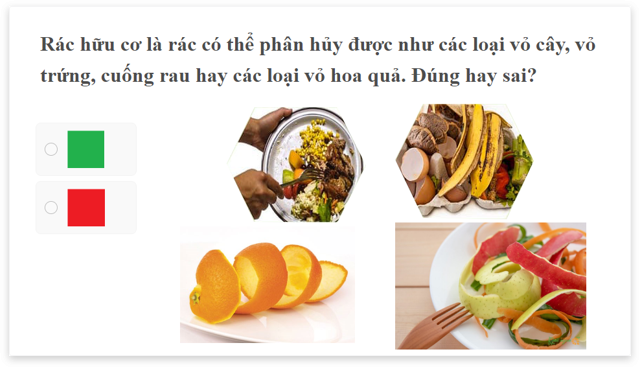 Rác hữu cơ là rác có thể phân hủy được như các loại vỏ cây, vỏ
trứng, cuống rau hay các loại vỏ hoa quả. Đúng hay sai?